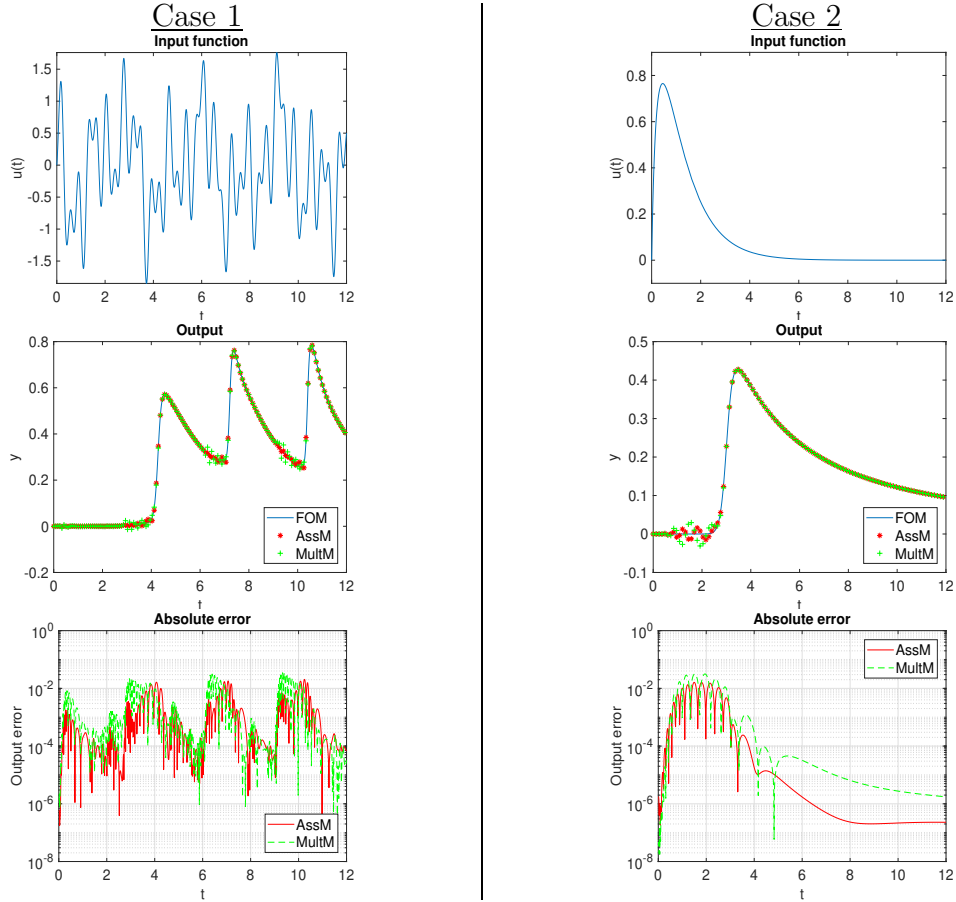 Case 1
Input function
1.5
1
0.5
0
-0.5
-1
-1.5
u(t)
0 2 4 6 8 10 12
t
Output
0.8
0.6
0.4
0.2
0
-0.2
y
FOM
AssM
MultM
0 2 4 6 8 10 12
t
Absolute error
10^0
10^-2
10^-4
10^-6
10^-8
Output error
AssM
MultM
0 2 4 6 8 10 12
t
Case 2
Input function
0.8
0.6
0.4
0.2
0
u(t)
0 2 4 6 8 10 12
t
Output
0.5
0.4
0.3
0.2
0.1
0
-0.1
y
FOM
AssM
MultM
0 2 4 6 8 10 12
t
Absolute error
10^0
10^-2
10^-4
10^-6
10^-8
Output error
AssM
MultM
0 2 4 6 8 10 12
t